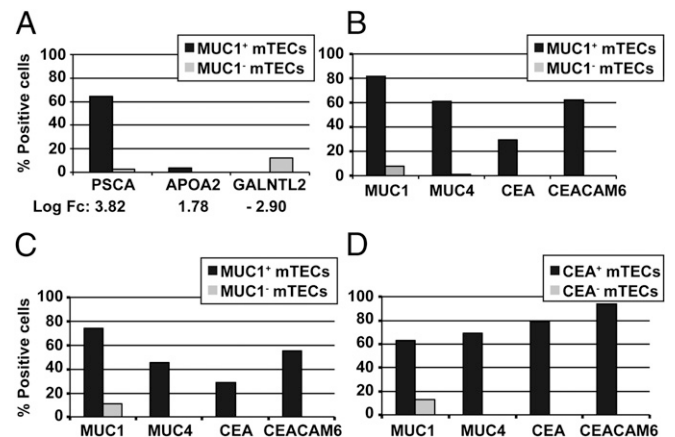 A
MUC1⁺ mTECs
MUC1⁻ mTECs
% Positive cells
100
80
60
40
20
0
PSCA APOA2 GALNTL2
Log Fc: 3.82 1.78 - 2.90
B
MUC1⁺ mTECs
MUC1⁻ mTECs
100
80
60
40
20
0
MUC1 MUC4 CEA CEACAM6
C
MUC1⁺ mTECs
MUC1⁻ mTECs
% Positive cells
100
80
60
40
20
0
MUC1 MUC4 CEA CEACAM6
D
CEA⁺ mTECs
CEA⁻ mTECs
100
80
60
40
20
0
MUC1 MUC4 CEA CEACAM6